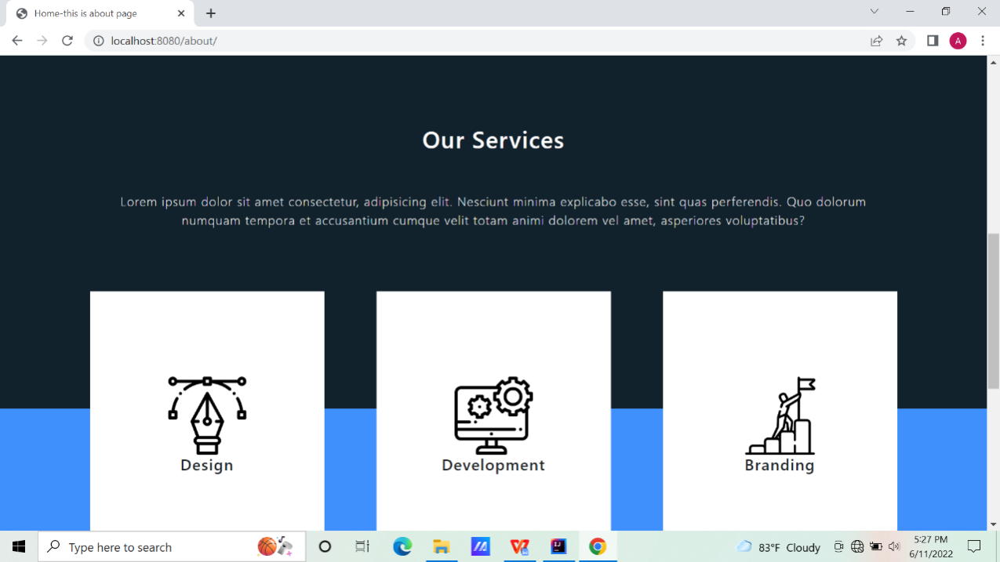 Home-this is about page
localhost:8080/about/
A
Our Services
Lorem ipsum dolor sit amet consectetur, adipisicing elit. Nesciunt minima explicabo esse, sint quas perferendis. Quo dolorum
numquam tempora et accusantium cumque velit totam animi dolorem vel amet, asperiores voluptatibus?
Design
Development
Branding
Type here to search
83°F Cloudy
5:27 PM
6/11/2022